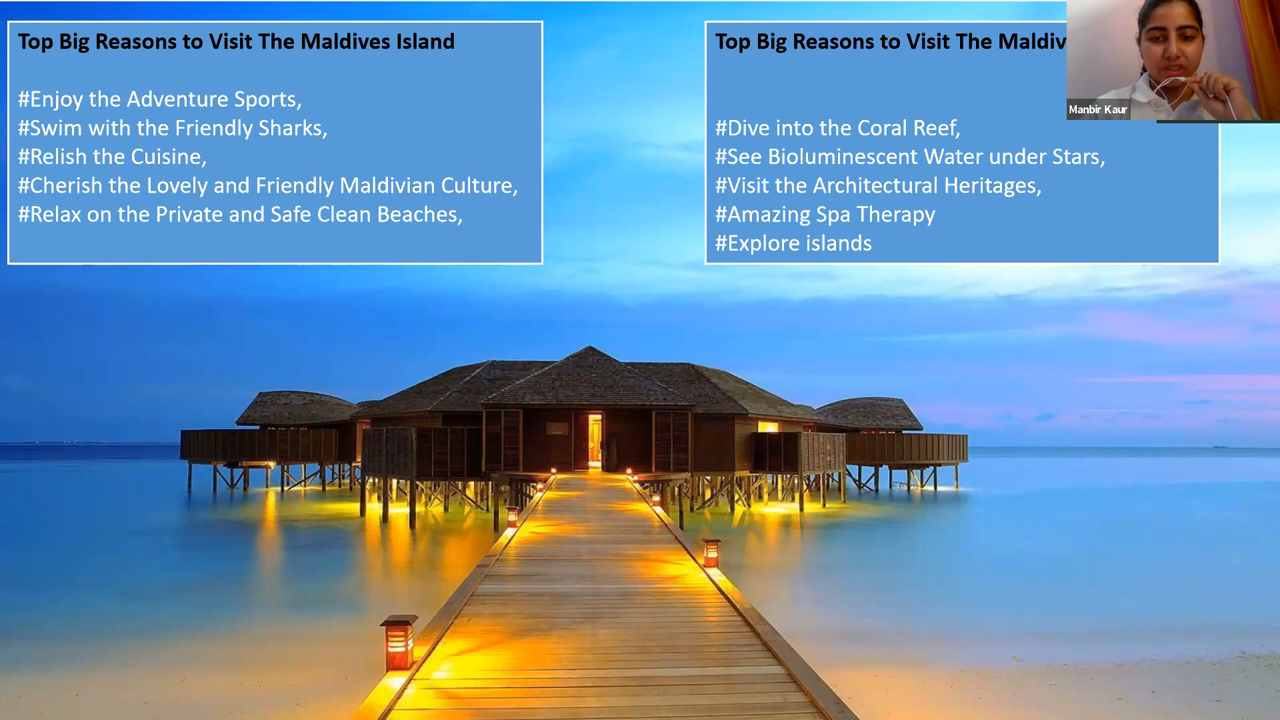 Top Big Reasons to Visit The Maldives Island
#Enjoy the Adventure Sports,
#Swim with the Friendly Sharks,
#Relish the Cuisine,
#Cherish the Lovely and Friendly Maldivian Culture,
#Relax on the Private and Safe Clean Beaches,
Top Big Reasons to Visit The Maldiv
#Dive into the Coral Reef,
#See Bioluminescent Water under Stars,
#Visit the Architectural Heritages,
#Amazing Spa Therapy
#Explore islands
Manbir Kaur